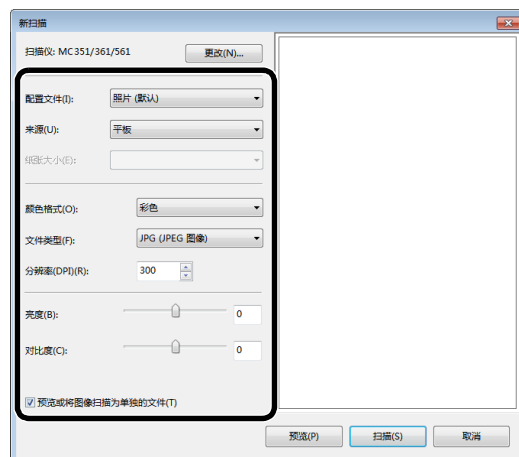 新扫描
扫描仪: MC351/361/561 更改(N)...
配置文件(I): 照片 (默认)
来源(U): 平板
纸张大小(E):
颜色格式(O): 彩色
文件类型(F): JPG (JPEG 图像)
分辨率(DPI)(R): 300
亮度(B): 0
对比度(C): 0
预览或将图像扫描为单独的文件(T)
预览(P) 扫描(S) 取消